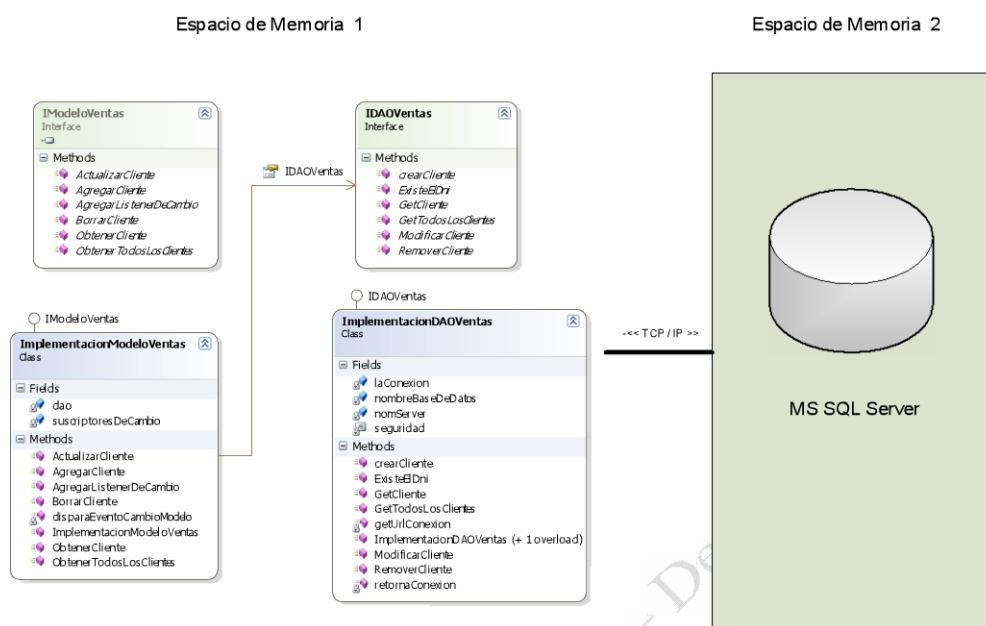 Espacio de Memoria 1
Espacio de Memoria 2
IModeloVentas
Interface
Methods
ActualizarCliente
AgregarCliente
AgregarListenerDeCambio
BorrarCliente
ObtenerCliente
ObtenerTodosLosClientes
IDAOVentas
IDAOVentas
Interface
Methods
crearCliente
ExisteElDni
GetCliente
GetTodosLosClientes
ModificarCliente
RemoverCliente
IModeloVentas
ImplementacionModeloVentas
Class
Fields
dao
suscriptoresDeCambio
Methods
ActualizarCliente
AgregarCliente
AgregarListenerDeCambio
BorrarCliente
disparaEventoCambioModelo
ImplementacionModeloVentas
ObtenerCliente
ObtenerTodosLosClientes
IDAOVentas
ImplementacionDAOVentas
Class
Fields
laConexion
nombreBaseDeDatos
nomServer
seguridad
Methods
crearCliente
ExisteElDni
GetCliente
GetTodosLosClientes
getUrlConexion
ImplementacionDAOVentas (+ 1 overload)
ModificarCliente
RemoverCliente
retornaConexion
-<< TCP / IP >>
MS SQL Server